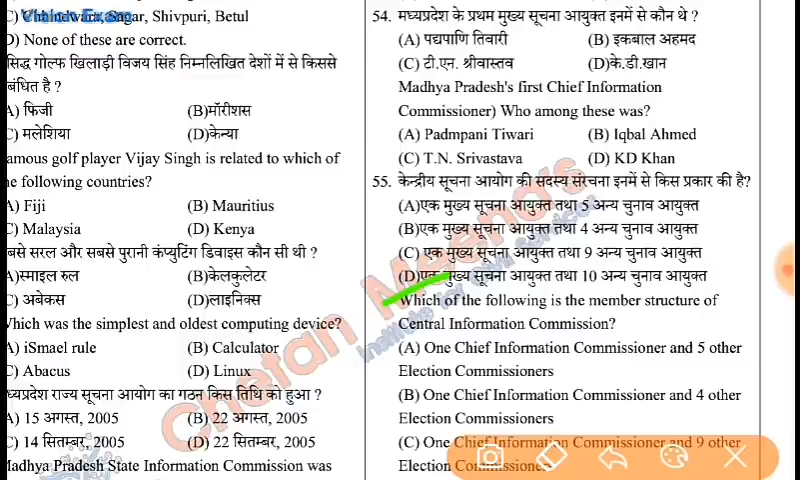 C) Chhindwara, Sagar, Shivpuri, Betul
D) None of these are correct.
सिद्ध गोल्फ खिलाड़ी विजय सिंह निम्नलिखित देशों में से किससे
बंधित है ?
A) फिजी (B)मॉरीशस
C) मलेशिया (D)केन्या
amous golf player Vijay Singh is related to which of
he following countries?
A) Fiji (B) Mauritius
C) Malaysia (D) Kenya
बसे सरल और सबसे पुरानी कंप्युटिंग डिवाइस कौन सी थी ?
A)स्माइल रुल (B)केलकुलेटर
C) अबेकस (D)लाइनिक्स
Which was the simplest and oldest computing device?
A) iSmael rule (B) Calculator
C) Abacus (D) Linux
ध्यप्रदेश राज्य सूचना आयोग का गठन किस तिथि को हुआ ?
A) 15 अगस्त, 2005 (B) 22 अगस्त, 2005
C) 14 सितम्बर, 2005 (D) 22 सितम्बर, 2005
Madhya Pradesh State Information Commission was
54. मध्यप्रदेश के प्रथम मुख्य सूचना आयुक्त इनमें से कौन थे ?
(A) पद्यपाणि तिवारी (B) इकबाल अहमद
(C) टी.एन. श्रीवास्तव (D)के.डी.खान
Madhya Pradesh's first Chief Information
Commissioner) Who among these was?
(A) Padmpani Tiwari (B) Iqbal Ahmed
(C) T.N. Srivastava (D) KD Khan
55. केन्द्रीय सूचना आयोग की सदस्य संरचना इनमें से किस प्रकार की है?
(A)एक मुख्य सूचना आयुक्त तथा 5 अन्य चुनाव आयुक्त
(B)एक मुख्य सूचना आयुक्त तथा 4 अन्य चुनाव आयुक्त
(C) एक मुख्य सूचना आयुक्त तथा 9 अन्य चुनाव आयुक्त
(D)एक मुख्य सूचना आयुक्त तथा 10 अन्य चुनाव आयुक्त
Which of the following is the member structure of
Central Information Commission?
(A) One Chief Information Commissioner and 5 other
Election Commissioners
(B) One Chief Information Commissioner and 4 other
Election Commissioners
(C) One Chief Information Commissioner and 9 other
Election Commissioners
Chetan Meena's